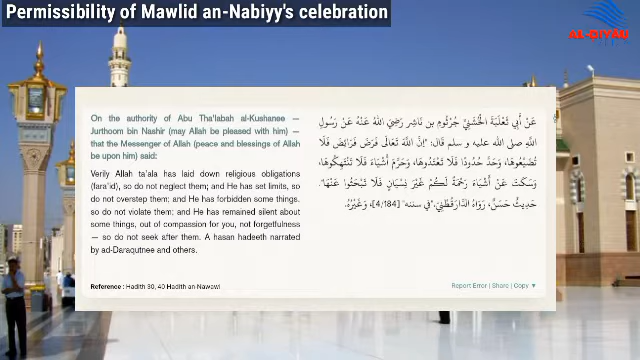 Permissibility of Mawlid an-Nabiyy's celebration
AZ-ZIYAU
On the authority of Abu Tha'labah al-Kushanee —
Jurthoom bin Nashir (may Allah be pleased with him) —
that the Messenger of Allah (peace and blessings of Allah
be upon him) said:
Verily Allah ta'ala has laid down religious obligations
(fara'id), so do not neglect them; and He has set limits, so
do not overstep them; and He has forbidden some things,
so do not violate them; and He has remained silent about
some things, out of compassion for you, not forgetfulness
— so do not seek after them. A hasan hadeeth narrated
by ad-Daraqutnee and others.
عَنْ أَبِي ثَعْلَبَةَ الْخُشَنِيِّ جُرْثُومِ بن نَاشِر رَضِيَ اللهُ عَنْهُ عَنْ رَسُولِ
اللَّهِ صلى الله عليه و سلم قَال: "إنَّ اللَّهَ تَعَالَى فَرَضَ فَرَائِضَ فَلَا
تُضَيِّعُوهَا، وَحَدَّ حُدُودًا فَلَا تَعْتَدُوهَا، وَحَرَّمَ أَشْيَاءَ فَلَا تَنْتَهِكُوهَا،
وَسَكَتَ عَنْ أَشْيَاءَ رَحْمَةً لَكُمْ غَيْرَ نِسْيَانٍ فَلَا تَبْحَثُوا عَنْهَا".
حَدِيثٌ حَسَنٌ، رَوَاهُ الدَّارَقُطْنِيّ "في سننه" [4/184]، وَغَيْرُهُ.
Reference : Hadith 30, 40 Hadith an-Nawawi
Report Error | Share | Copy ▼